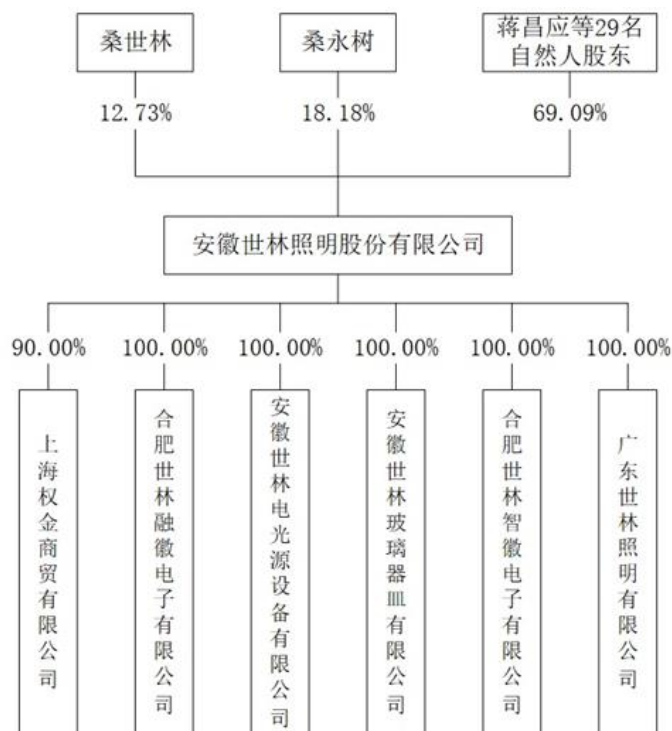 桑世林
桑永树
蒋昌应等29名
自然人股东
12.73%
18.18%
69.09%
安徽世林照明股份有限公司
90.00%
100.00%
100.00%
100.00%
100.00%
100.00%
上海权金商贸有限公司
合肥世林融徽电子有限公司
安徽世林电光源设备有限公司
安徽世林玻璃器皿有限公司
合肥世林智徽电子有限公司
广东世林照明有限公司